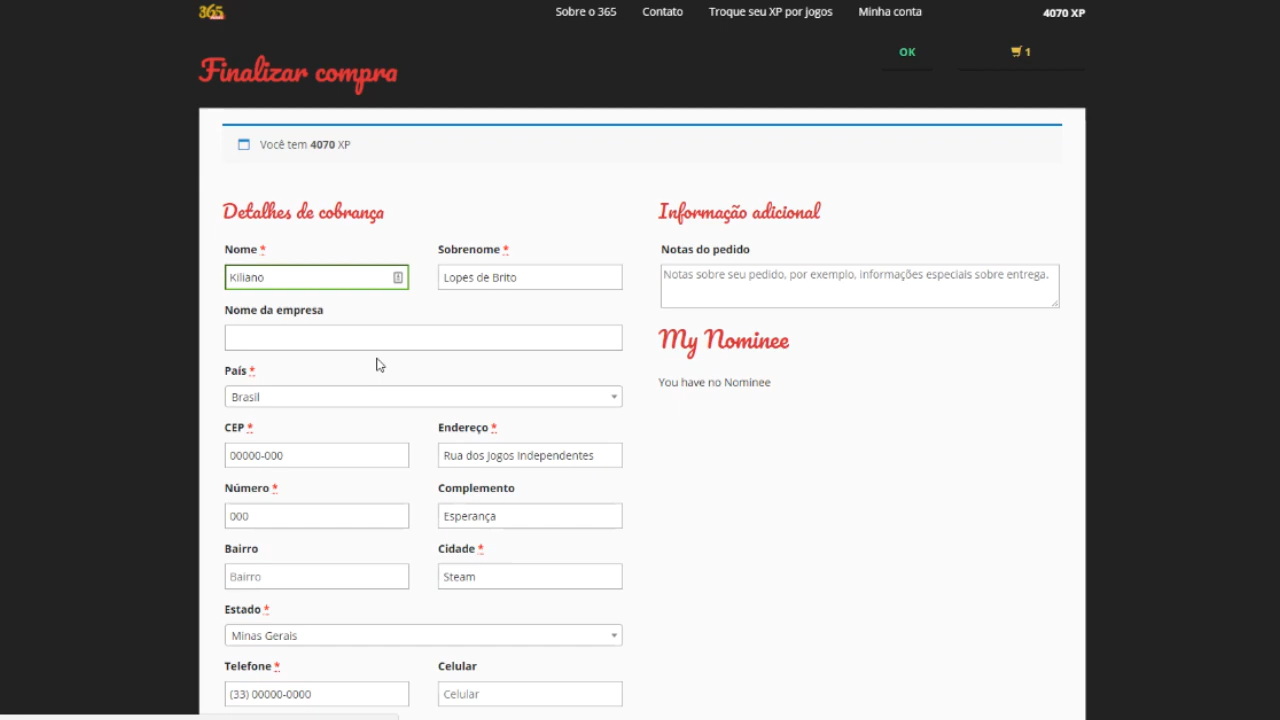 365
Sobre o 365
Contato
Troque seu XP por jogos
Minha conta
4070 XP
Finalizar compra
OK
1
Você tem 4070 XP
Detalhes de cobrança
Nome *
Sobrenome *
Kiliano
Lopes de Brito
Nome da empresa
País *
Brasil
CEP *
Endereço *
00000-000
Rua dos Jogos Independentes
Número *
Complemento
000
Esperança
Bairro
Cidade *
Bairro
Steam
Estado *
Minas Gerais
Telefone *
Celular
(33) 00000-0000
Celular
Informação adicional
Notas do pedido
Notas sobre seu pedido, por exemplo, informações especiais sobre entrega.
My Nominee
You have no Nominee